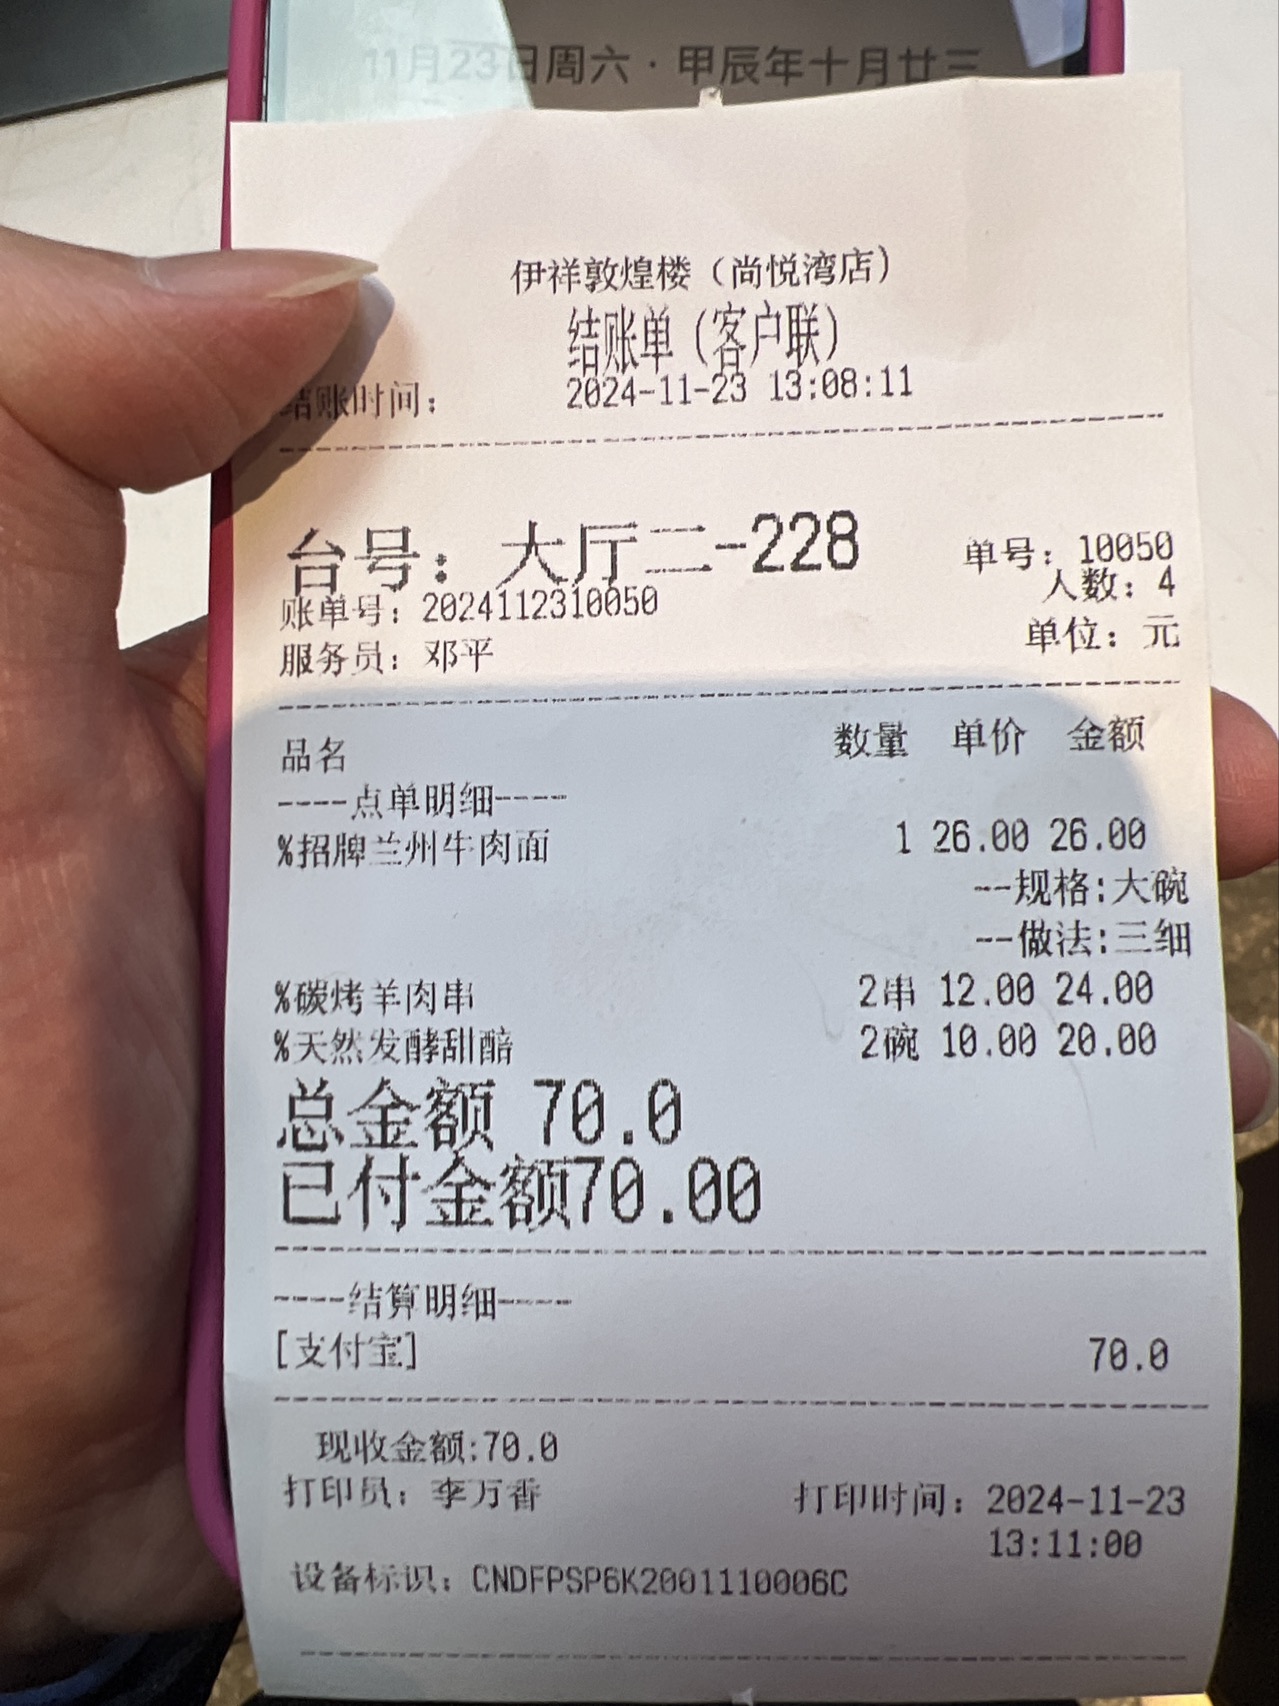 11月23日周六·甲辰年十月廿三
伊祥敦煌楼（尚悦湾店）
结账单（客户联）
结账时间： 2024-11-23 13:08:11
台号：大厅二-228 单号：10050
人数：4
账单号：2024112310050
服务员：邓平 单位：元
品名 数量 单价 金额
----点单明细----
%招牌兰州牛肉面 1 26.00 26.00
--规格:大碗
--做法:三细
%碳烤羊肉串 2串 12.00 24.00
%天然发酵甜醅 2碗 10.00 20.00
总金额 70.0
已付金额70.00
----结算明细----
[支付宝] 70.0
现收金额:70.0
打印员：李万香 打印时间：2024-11-23
13:11:00
设备标识：CNDFPSP6K2001110006C